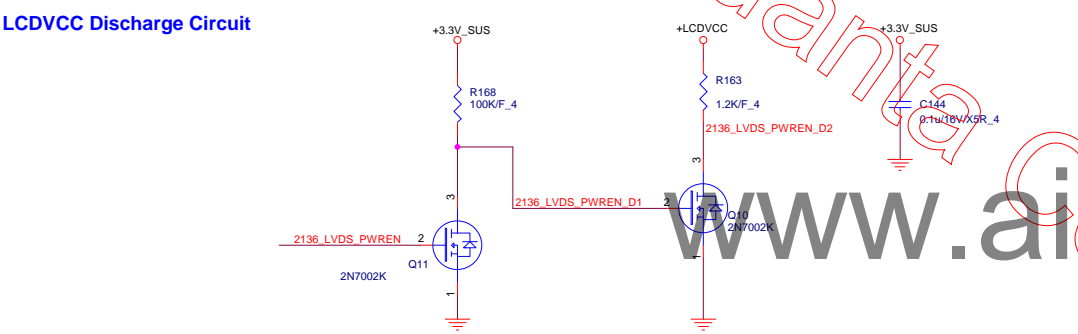 LCDVCC Discharge Circuit
+3.3V_SUS
+LCDVCC
+3.3V_SUS
R168
100K/F_4
R163
1.2K/F_4
C144
0.1u/16V/X5R_4
2136_LVDS_PWREN_D2
3
3
2136_LVDS_PWREN_D1
2
Q10
2N7002K
2136_LVDS_PWREN
2
Q11
2N7002K
1
1
uanta
www.ai